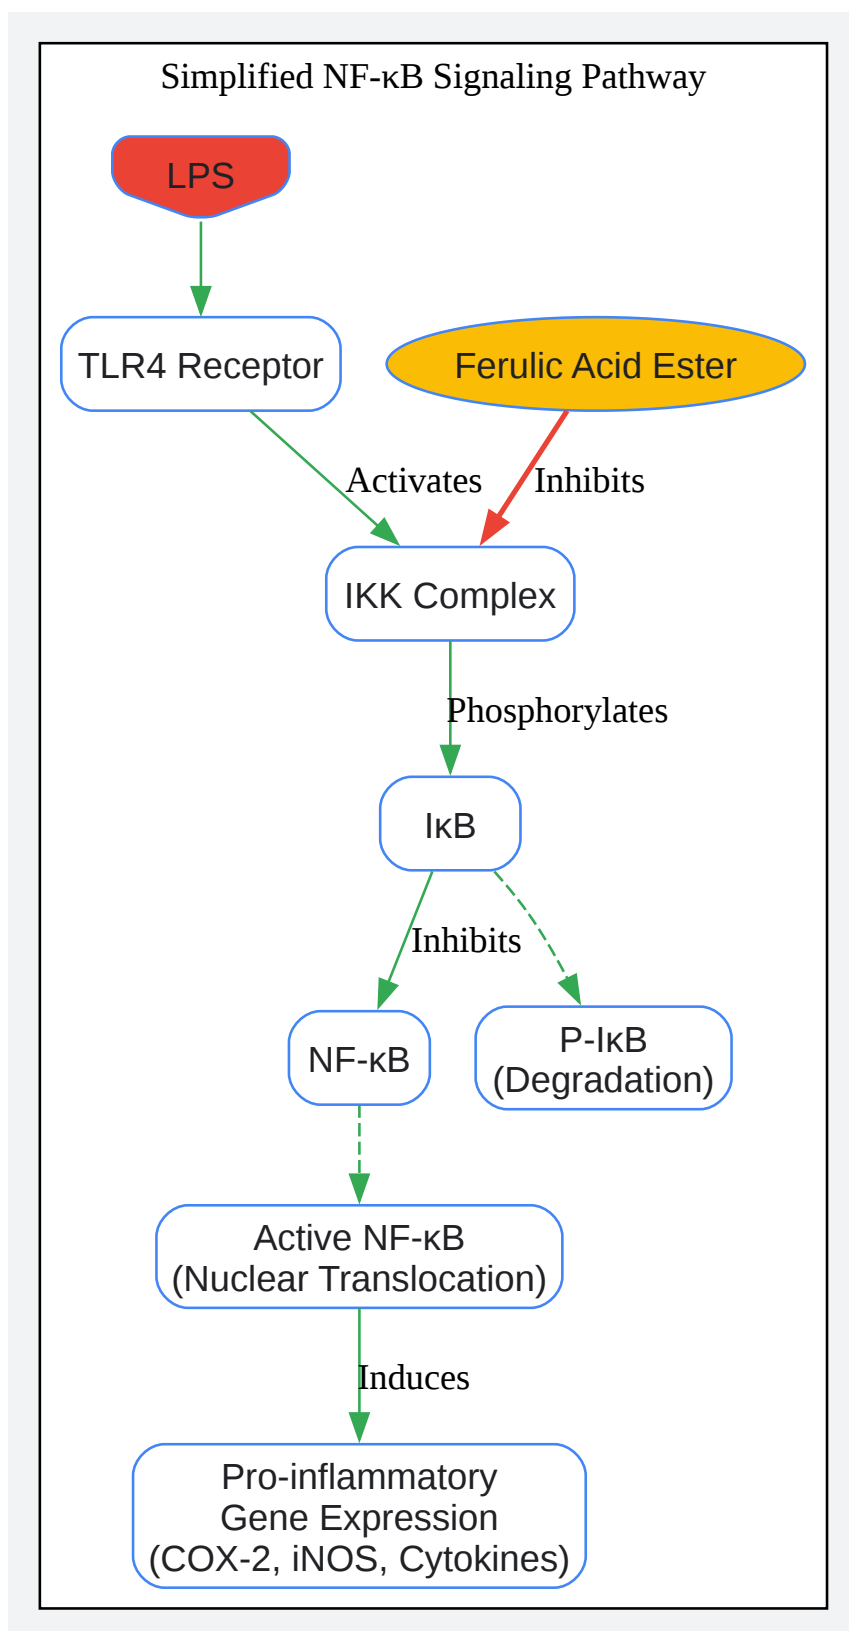 Simplified NF-κB Signaling Pathway
LPS
TLR4 Receptor
Ferulic Acid Ester
Activates
Inhibits
IKK Complex
Phosphorylates
IκB
Inhibits
NF-κB
P-IκB
(Degradation)
Active NF-κB
(Nuclear Translocation)
Induces
Pro-inflammatory
Gene Expression
(COX-2, iNOS, Cytokines)